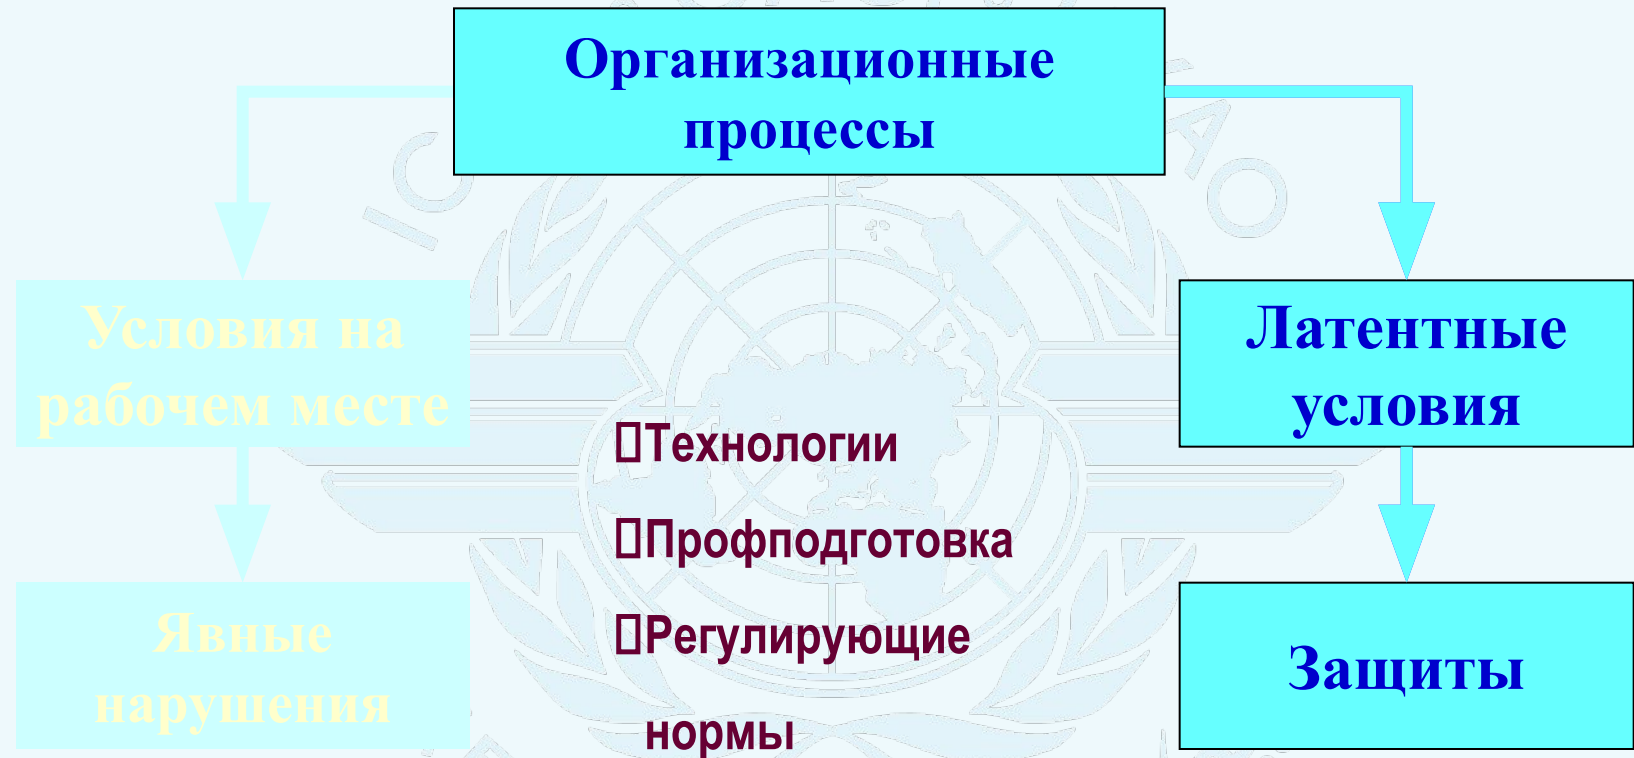 Организационные
процессы
Условия на
рабочем месте
Латентные
условия
Технологии
Профподготовка
Регулирующие
нормы
Явные
нарушения
Защиты